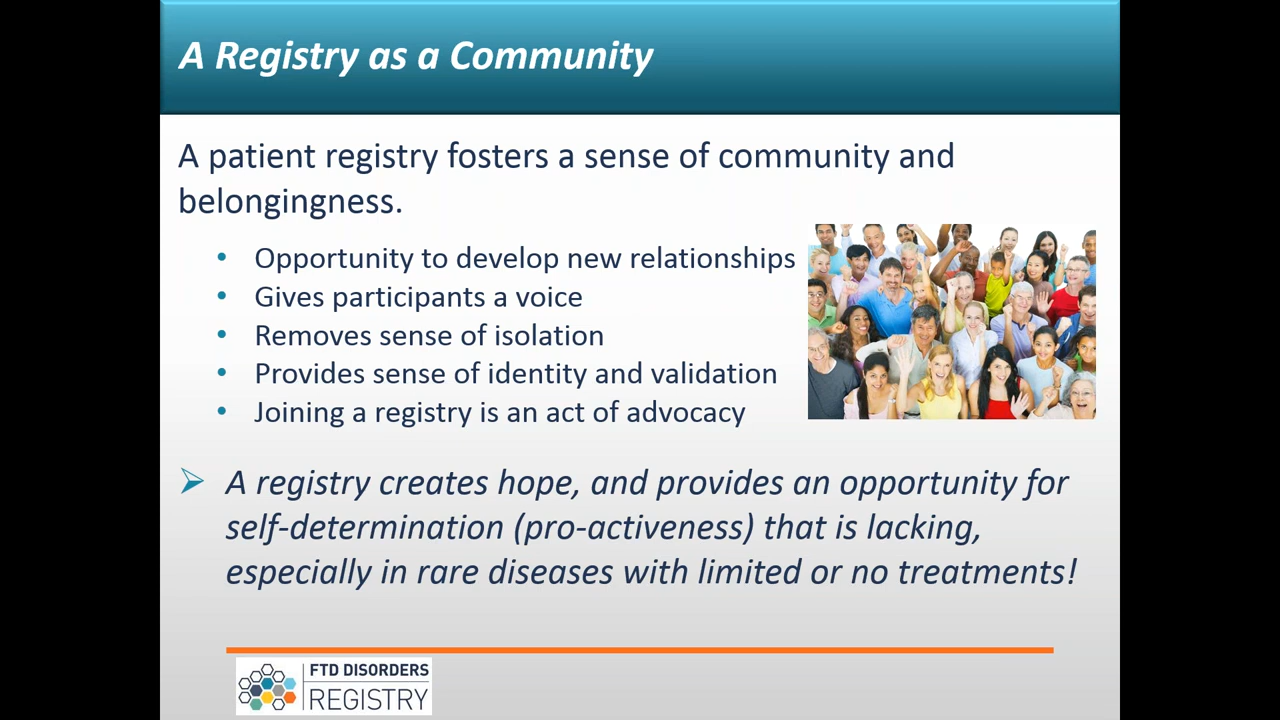 A Registry as a Community
A patient registry fosters a sense of community and
belongingness.
• Opportunity to develop new relationships
• Gives participants a voice
• Removes sense of isolation
• Provides sense of identity and validation
• Joining a registry is an act of advocacy
➢ A registry creates hope, and provides an opportunity for
self-determination (pro-activeness) that is lacking,
especially in rare diseases with limited or no treatments!
FTD DISORDERS
REGISTRY